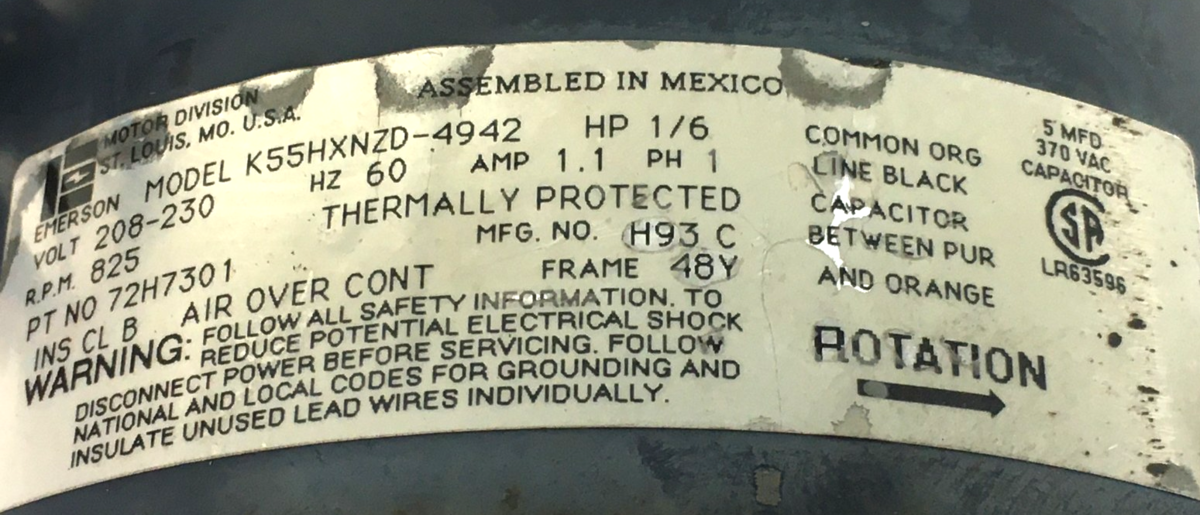 ASSEMBLED IN MEXICO
MOTOR DIVISION
ST. LOUIS, MO. U.S.A.
EMERSON
MODEL K55HXNZD-4942 HP 1/6
VOLT 208-230 HZ 60 AMP 1.1 PH 1
R.P.M. 825 THERMALLY PROTECTED
PT NO 72H7301 MFG. NO. H93 C
INS CL B AIR OVER CONT FRAME 48Y
WARNING: FOLLOW ALL SAFETY INFORMATION. TO
REDUCE POTENTIAL ELECTRICAL SHOCK
DISCONNECT POWER BEFORE SERVICING. FOLLOW
NATIONAL AND LOCAL CODES FOR GROUNDING AND
INSULATE UNUSED LEAD WIRES INDIVIDUALLY.
COMMON ORG
LINE BLACK
CAPACITOR
BETWEEN PUR
AND ORANGE
5 MFD
370 VAC
CAPACITOR
SA
LR63596
ROTATION